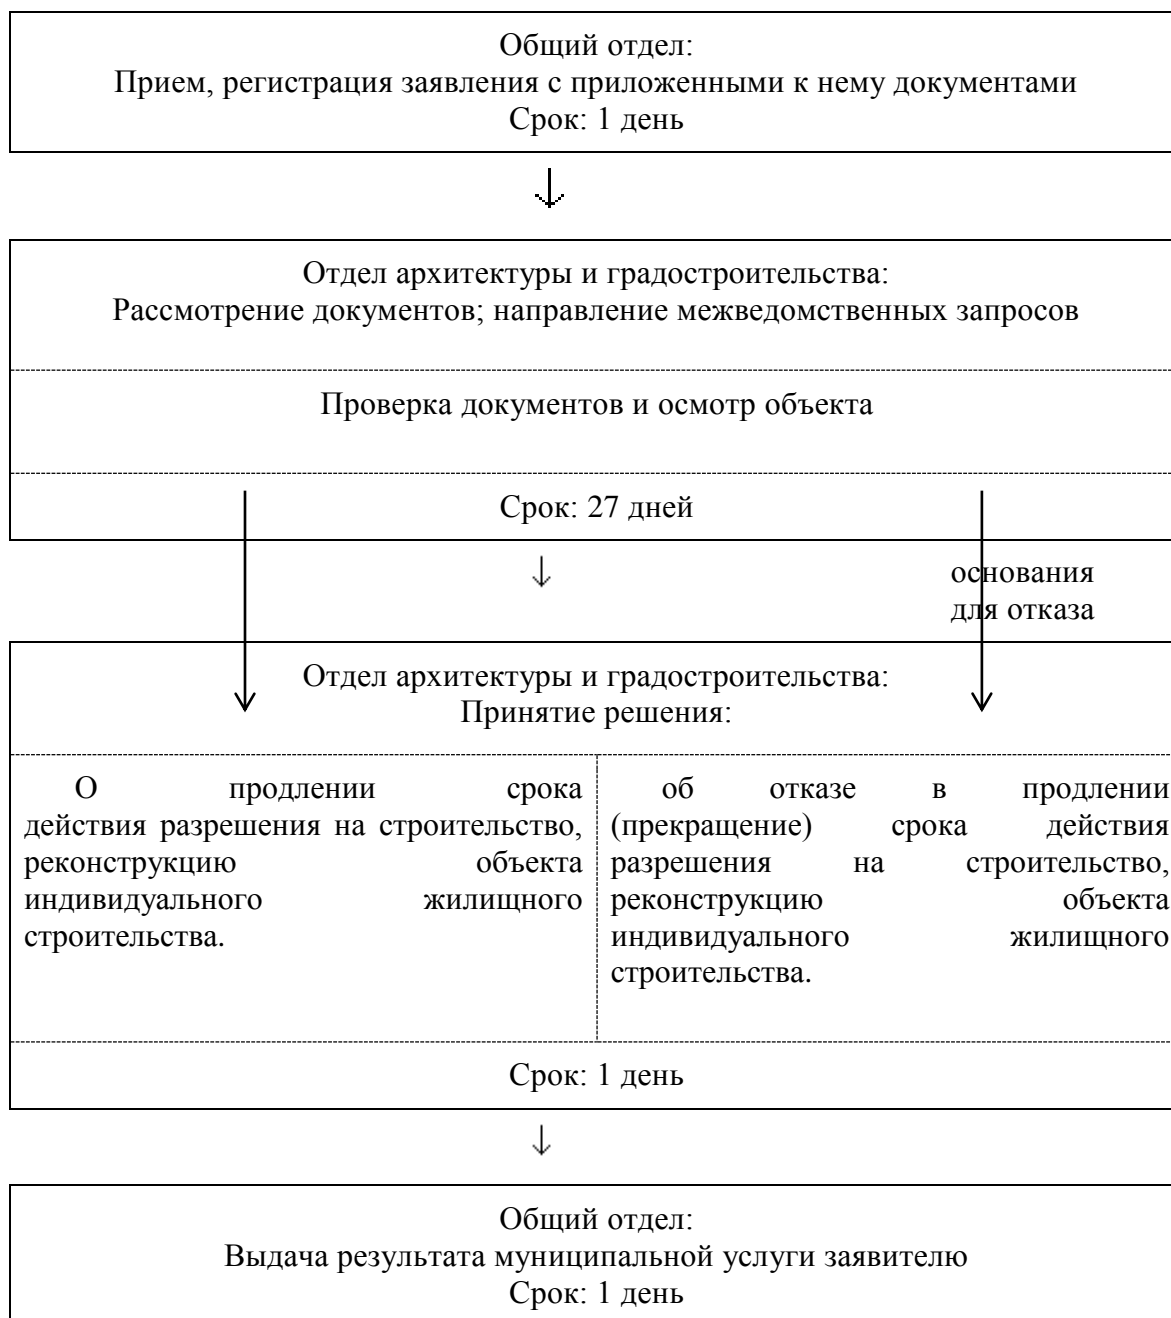 Общий отдел:
Прием, регистрация заявления с приложенными к нему документами
Срок: 1 день
Отдел архитектуры и градостроительства:
Рассмотрение документов; направление межведомственных запросов
Проверка документов и осмотр объекта
Срок: 27 дней
основания
для отказа
Отдел архитектуры и градостроительства:
Принятие решения:
О продлении срока
действия разрешения на строительство,
реконструкцию объекта
индивидуального жилищного
строительства.
об отказе в продлении
(прекращение) срока действия
разрешения на строительство,
реконструкцию объекта
индивидуального жилищного
строительства.
Срок: 1 день
Общий отдел:
Выдача результата муниципальной услуги заявителю
Срок: 1 день